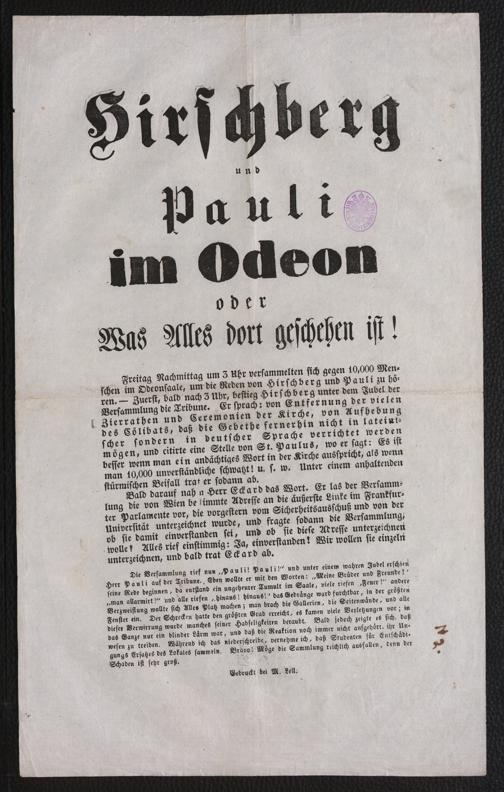 Hirschberg
und
Pauli
im Odeon
oder
Was Alles dort geschehen ist!
Freitag Nachmittag um 3 Uhr versammelten sich gegen 10,000 Men-
schen im Odeonsaale, um die Reden von Hirschberg und Pauli zu hö-
ren. — Zuerst, bald nach 3 Uhr, bestieg Hirschberg unter dem Jubel der
Versammlung die Tribune. Er sprach: von Entfernung der vielen
Zierrathen und Ceremonien der Kirche, von Aufhebung
des Cölibats, daß die Gebethe fernerhin nicht in lateini-
scher sondern in deutscher Sprache verrichtet werden
mögen, und citirte eine Stelle von St. Paulus, wo er sagt: Es ist
besser wenn man ein andächtiges Wort in der Kirche ausspricht, als wenn
man 10,000 unverständliche schwatzt! u. s. w. Unter einem anhaltenden
stürmischen Beifall trat er sodann ab.
Bald darauf nahm Herr Eckard das Wort. Er las der Versamm-
lung die von Wien bestimmte Adresse an die äußerste Linke im Frankfur-
ter Parlament vor, die vorgestern vom Sicherheitsausschuß und von der
Universität unterzeichnet wurde, und fragte sodann die Versammlung,
ob sie damit einverstanden sei, und ob sie diese Adresse unterzeichnen
wolle? Alles rief einstimmig: Ja, einverstanden! Wir wollen sie einzeln
unterzeichnen, und bald trat Eckard ab.
Die Versammlung rief nun „Pauli! Pauli!" und unter einem wahren Jubel erschien
Herr Pauli auf der Tribune. Eben wollte er mit den Worten: „Meine Brüder und Freunde!"
seine Rede beginnen, da entstand ein ungeheurer Tumult im Saale, viele riefen „Feuer!" andere
„man allarmirt!" und alle riefen „hinaus! hinaus!" das Gedränge ward furchtbar, in der größten
Verzweiflung wollte sich Alles Platz machen; man brach die Gallerien, die Seitenwände, und alle
Fenster ein. Der Schrecken hatte den größten Grad erreicht, es kamen viele Verletzungen vor; in
dieser Verwirrung wurde manches seiner Habseligkeiten beraubt. Bald jedoch zeigte es sich, daß
das Ganze nur ein blinder Lärm war, und daß die Reaktion noch immer nicht aufgehört, ihr Un-
wesen zu treiben. Während ich das niederschreibe, vernehme ich, daß Studenten für Entschädi-
gungs Ersatzes des Lokales sammeln. Bravo! Möge die Sammlung reichlich ausfallen, denn der
Schaden ist sehr groß.
Gedruckt bei M. Lell.